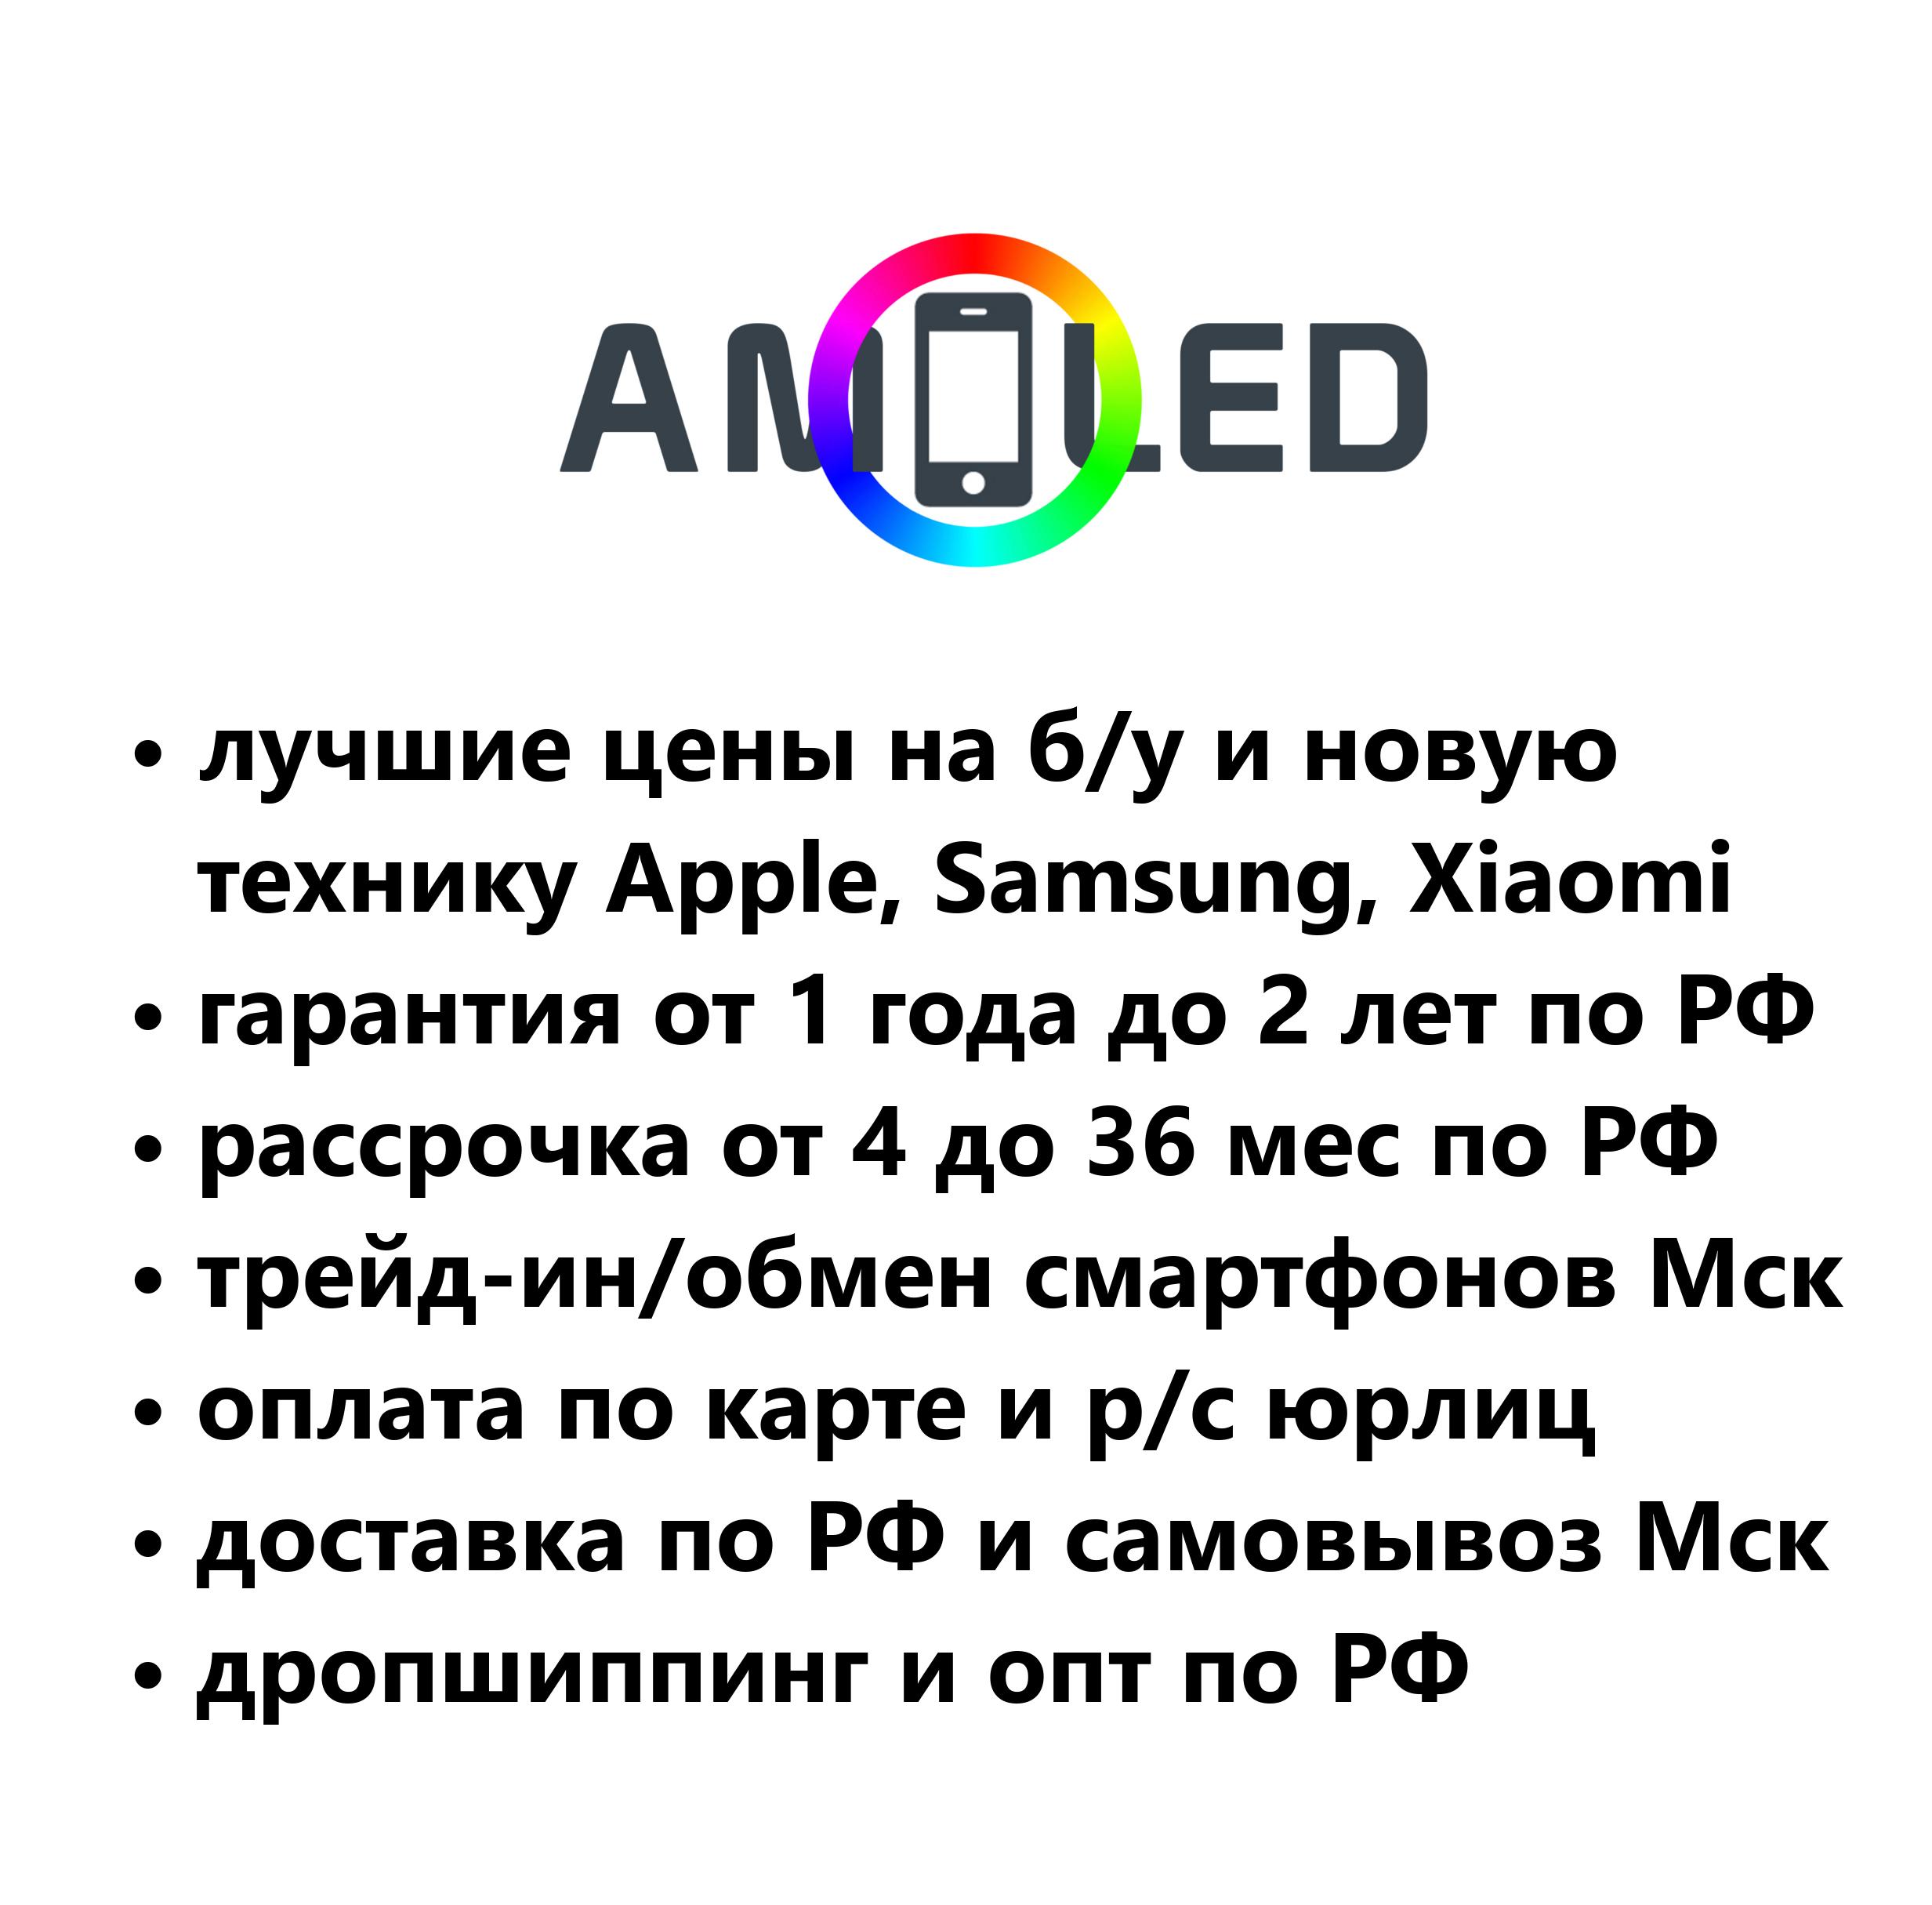 AMOLED
• лучшие цены на б/у и новую
технику Apple, Samsung, Xiaomi
• гарантия от 1 года до 2 лет по РФ
• рассрочка от 4 до 36 мес по РФ
• трейд-ин/обмен смартфонов Мск
• оплата по карте и р/с юрлиц
• доставка по РФ и самовывоз Мск
• дропшиппинг и опт по РФ